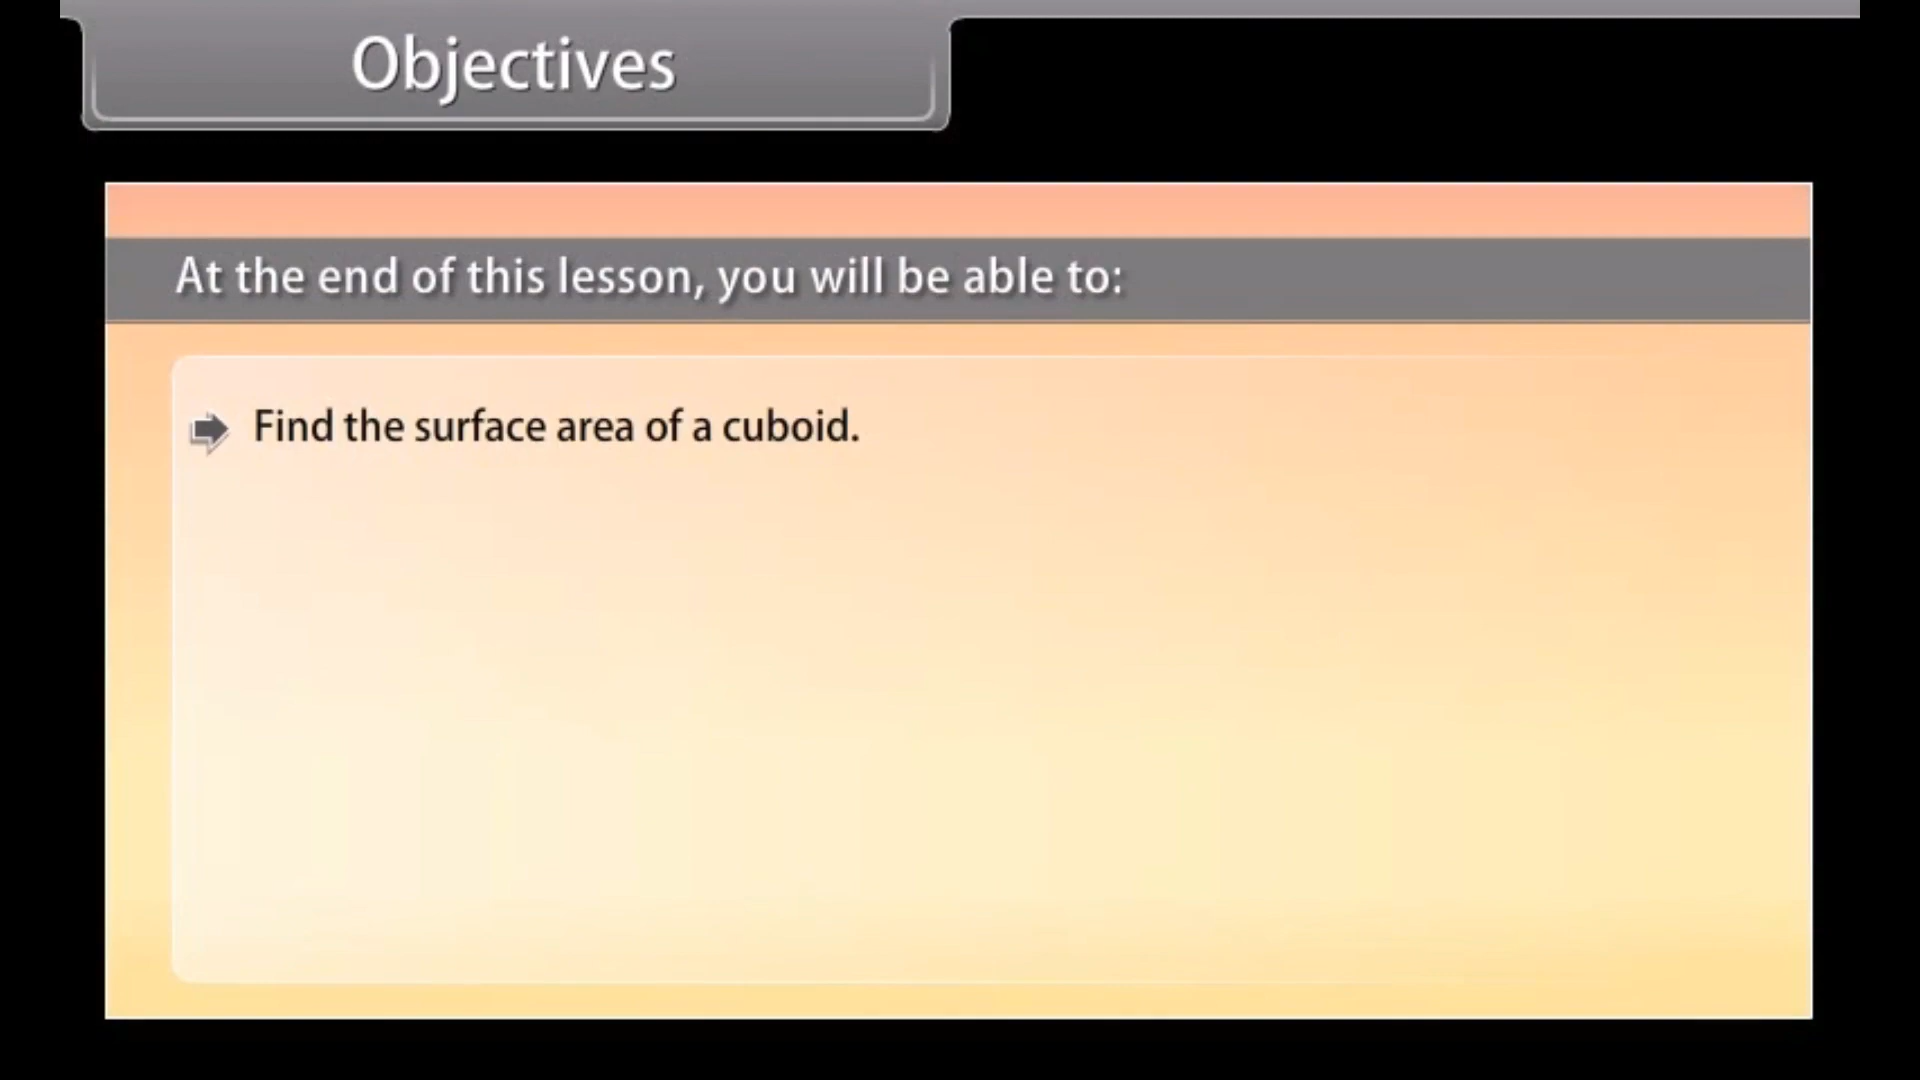 Objectives
At the end of this lesson, you will be able to:
Find the surface area of a cuboid.